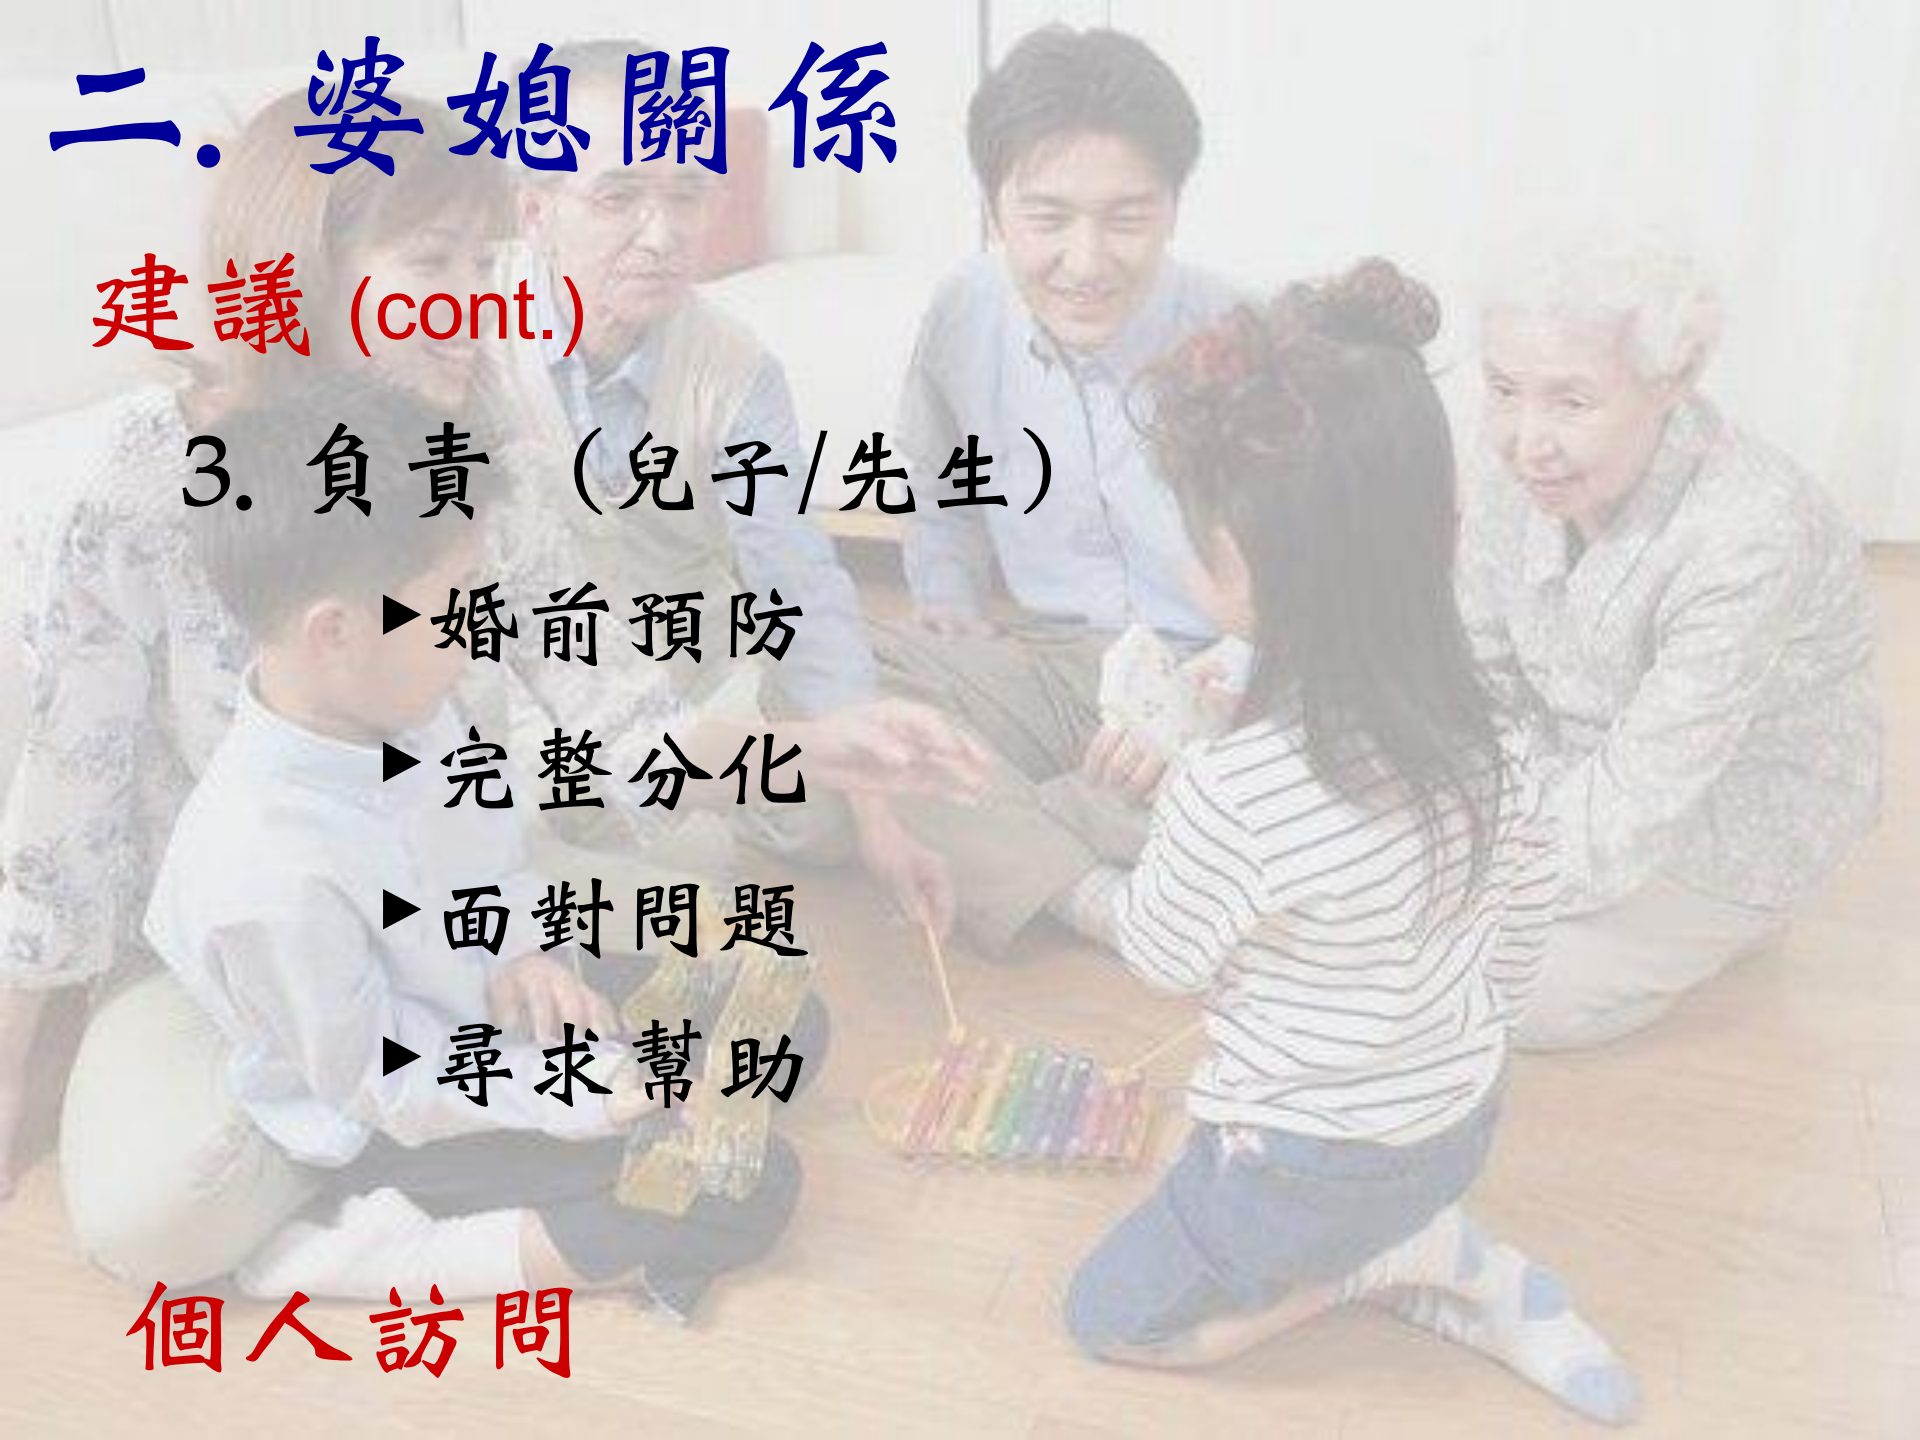 二. 婆媳關係
建議 (cont.)
3. 負責 (兒子/先生)
▶婚前預防
▶完整分化
▶面對問題
▶尋求幫助
個人訪問